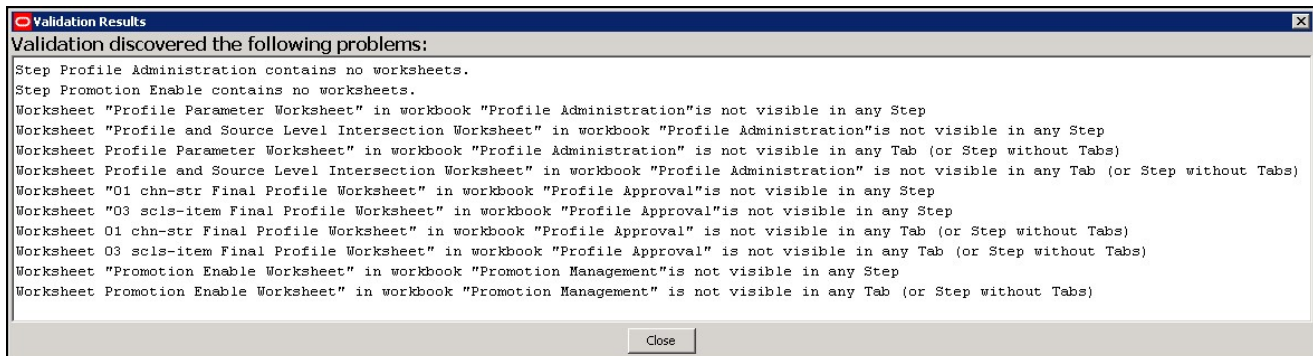 Validation Results
Validation discovered the following problems:
Step Profile Administration contains no worksheets.
Step Promotion Enable contains no worksheets.
Worksheet "Profile Parameter Worksheet" in workbook "Profile Administration"is not visible in any Step
Worksheet "Profile and Source Level Intersection Worksheet" in workbook "Profile Administration"is not visible in any Step
Worksheet Profile Parameter Worksheet" in workbook "Profile Administration" is not visible in any Tab (or Step without Tabs)
Worksheet Profile and Source Level Intersection Worksheet" in workbook "Profile Administration" is not visible in any Tab (or Step without Tabs)
Worksheet "01 chn-str Final Profile Worksheet" in workbook "Profile Approval"is not visible in any Step
Worksheet "03 scls-item Final Profile Worksheet" in workbook "Profile Approval"is not visible in any Step
Worksheet 01 chn-str Final Profile Worksheet" in workbook "Profile Approval" is not visible in any Tab (or Step without Tabs)
Worksheet 03 scls-item Final Profile Worksheet" in workbook "Profile Approval" is not visible in any Tab (or Step without Tabs)
Worksheet "Promotion Enable Worksheet" in workbook "Promotion Management"is not visible in any Step
Worksheet Promotion Enable Worksheet" in workbook "Promotion Management" is not visible in any Tab (or Step without Tabs)
Close